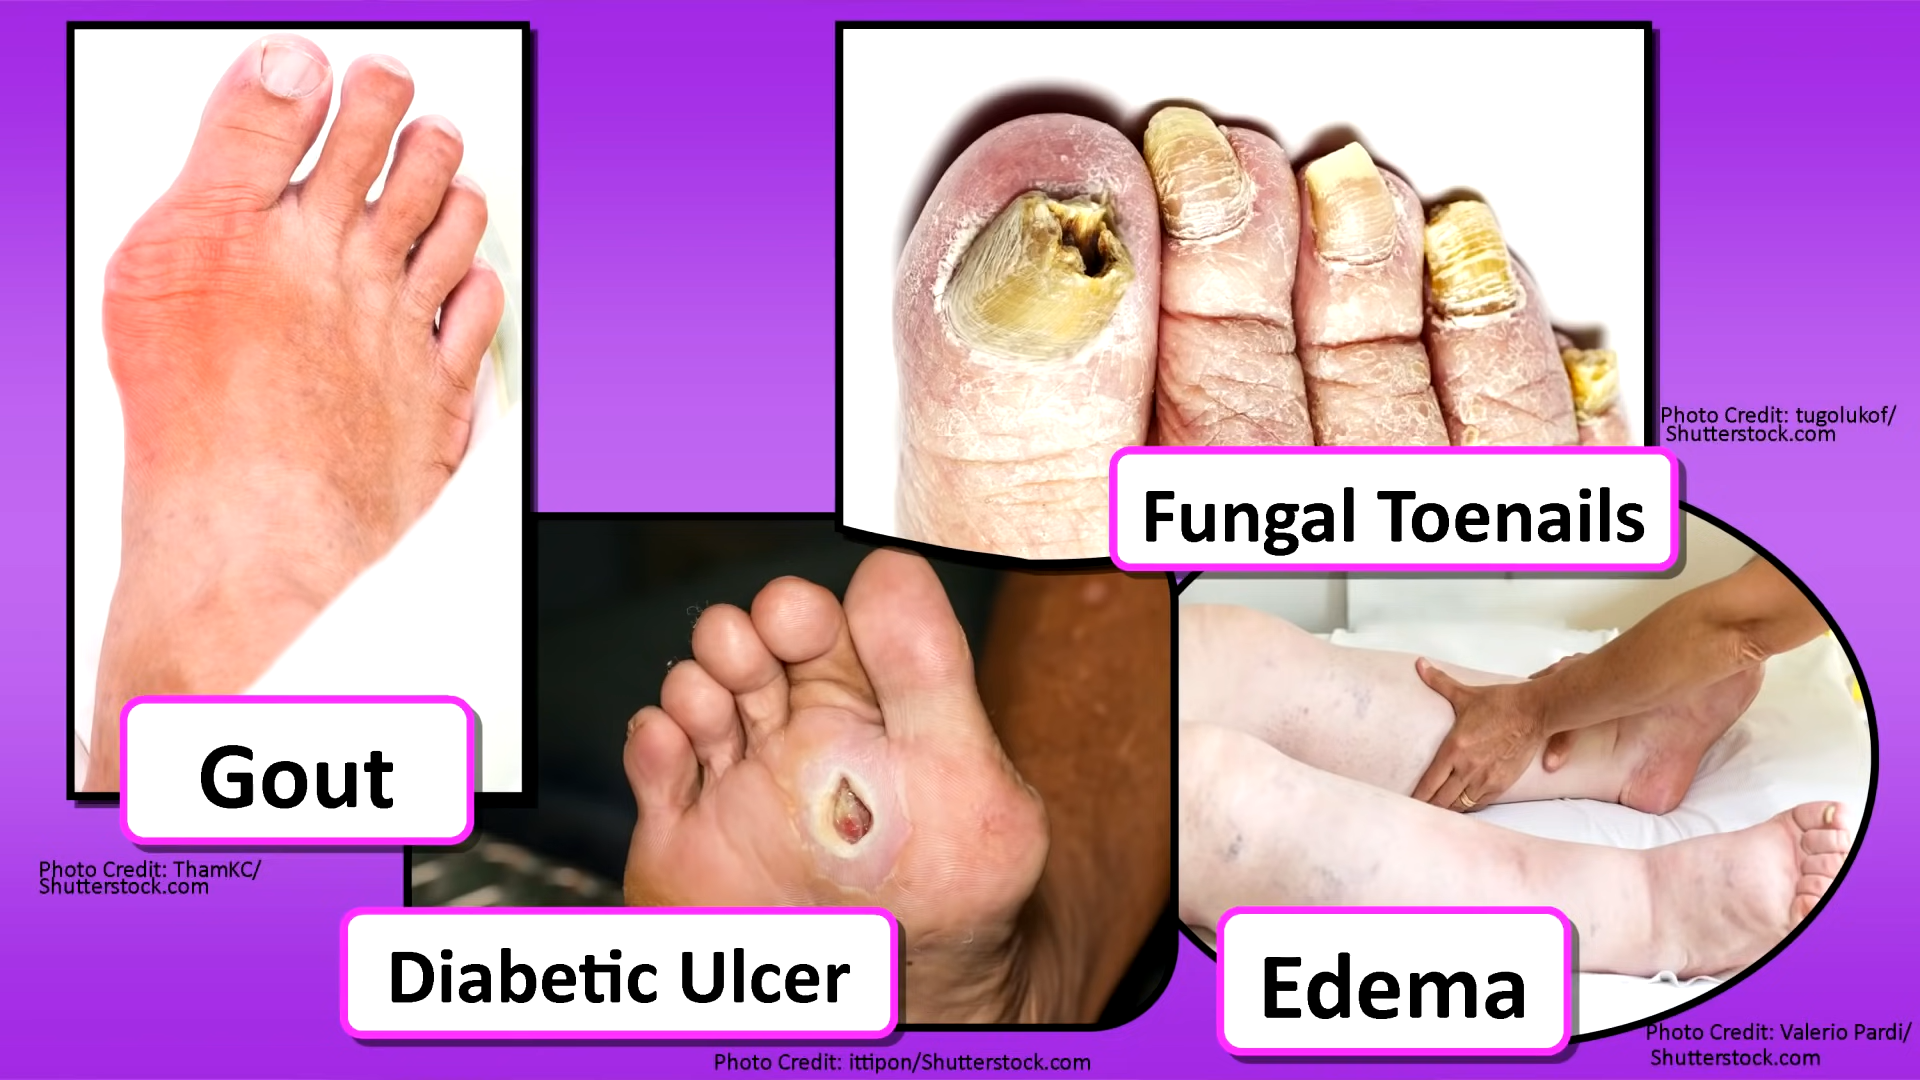 Photo Credit: tugolukof/
Shutterstock.com
Fungal Toenails
Gout
Photo Credit: ThamKC/
Shutterstock.com
Diabetic Ulcer
Edema
Photo Credit: ittipon/Shutterstock.com
Photo Credit: Valerio Pardi/
Shutterstock.com